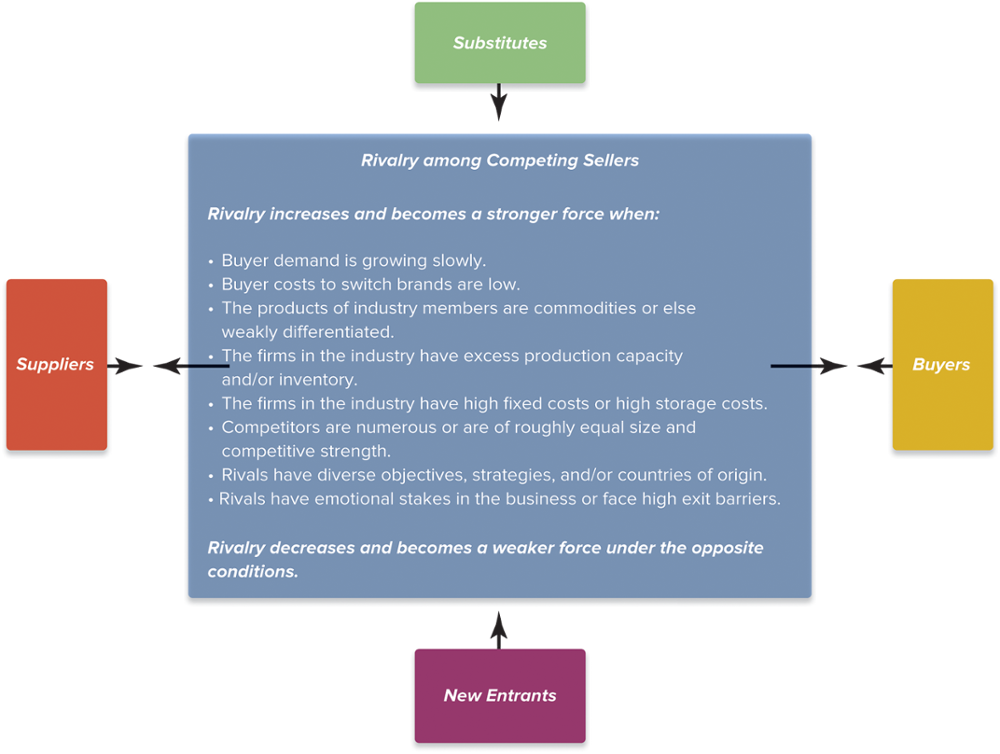 Substitutes
Rivalry among Competing Sellers
Rivalry increases and becomes a stronger force when:
• Buyer demand is growing slowly.
• Buyer costs to switch brands are low.
• The products of industry members are commodities or else
weakly differentiated.
• The firms in the industry have excess production capacity
and/or inventory.
• The firms in the industry have high fixed costs or high storage costs.
• Competitors are numerous or are of roughly equal size and
competitive strength.
• Rivals have diverse objectives, strategies, and/or countries of origin.
• Rivals have emotional stakes in the business or face high exit barriers.
Rivalry decreases and becomes a weaker force under the opposite
conditions.
Suppliers
Buyers
New Entrants